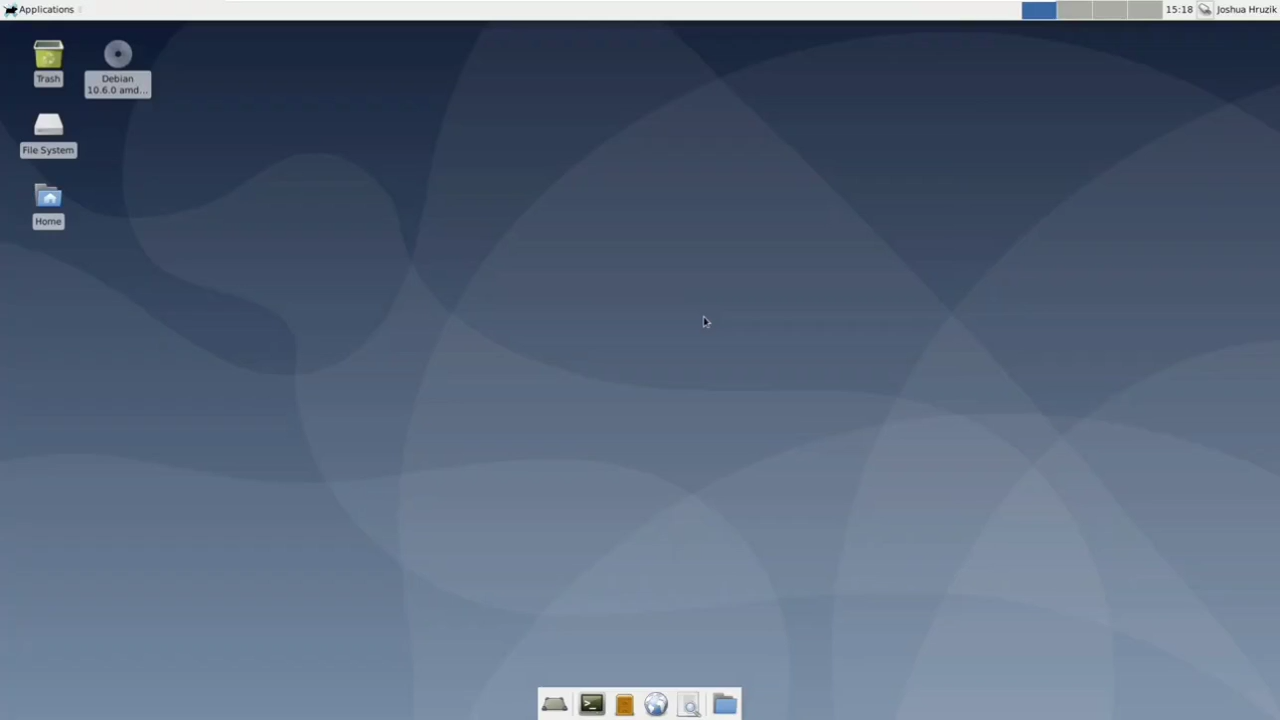 Applications
15:18
Joshua Hruzik
Trash
Debian
10.6.0 amd...
File System
Home